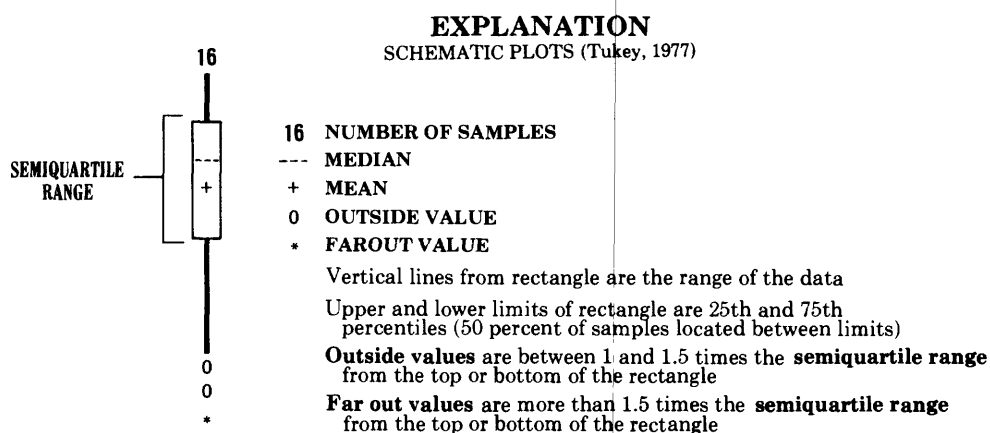 EXPLANATION
SCHEMATIC PLOTS (Tukey, 1977)
16
SEMIQUARTILE
RANGE
+
16 NUMBER OF SAMPLES
--- MEDIAN
+ MEAN
0 OUTSIDE VALUE
* FAROUT VALUE
Vertical lines from rectangle are the range of the data
Upper and lower limits of rectangle are 25th and 75th
percentiles (50 percent of samples located between limits)
Outside values are between 1 and 1.5 times the semiquartile range
from the top or bottom of the rectangle
Far out values are more than 1.5 times the semiquartile range
from the top or bottom of the rectangle
0
0
*